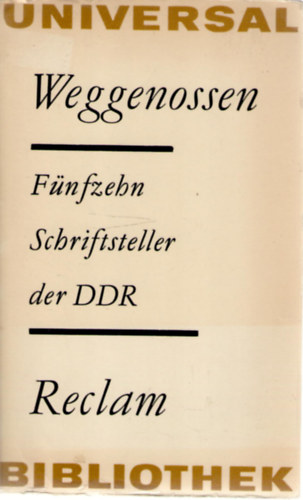 UNIVERSAL
Weggenossen
Fünfzehn
Schriftsteller
der DDR
Reclam
BIBLIOTHEK